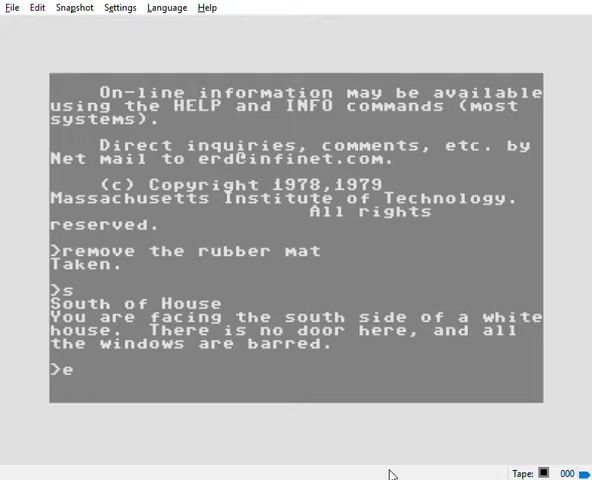 File Edit Snapshot Settings Language Help
On-line information may be available
using the HELP and INFO commands (most
systems).
Direct inquiries, comments, etc. by
Net mail to erd@infinet.com.
(c) Copyright 1978,1979
Massachusetts Institute of Technology.
All rights
reserved.
>remove the rubber mat
Taken.
>s
South of House
You are facing the south side of a white
house.  There is no door here, and all
the windows are barred.
>e
Tape: 000